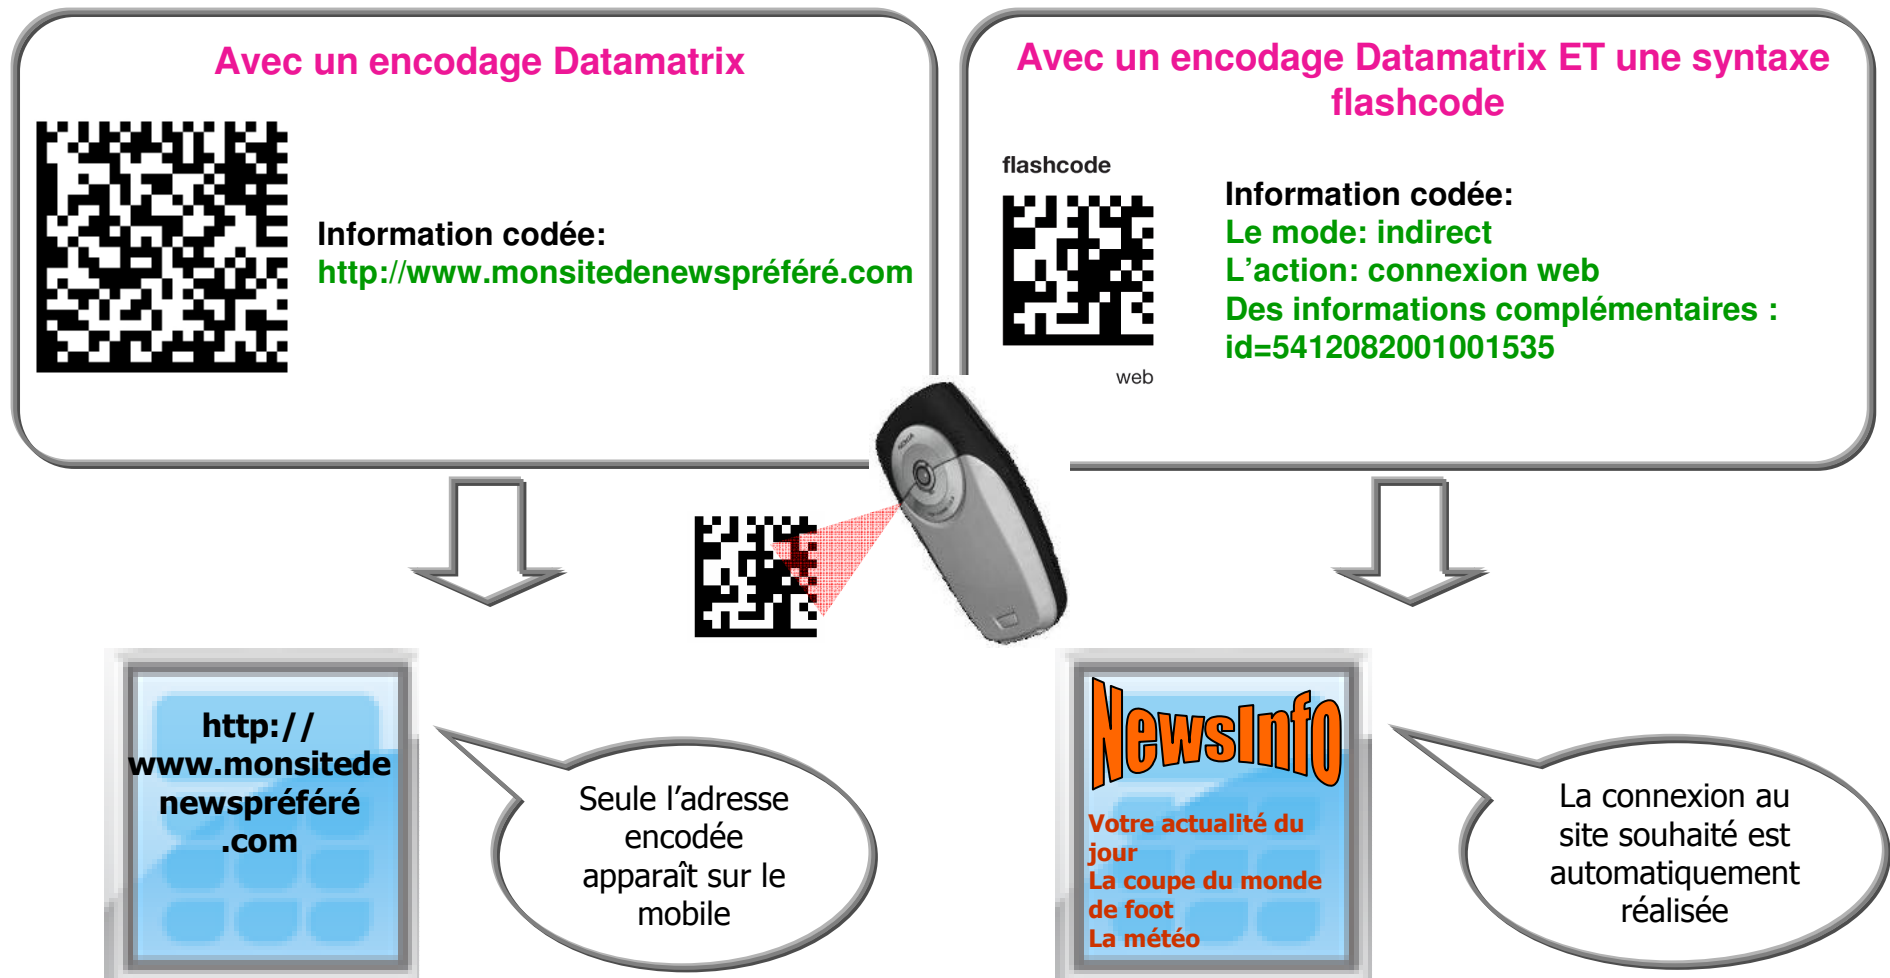 Avec un encodage Datamatrix
Information codée:
http://www.monsitedenewspréféré.com
Avec un encodage Datamatrix ET une syntaxe
flashcode
flashcode
web
Information codée:
Le mode: indirect
L’action: connexion web
Des informations complémentaires :
id=5412082001001535
http://
www.monsitede
newspréféré
.com
Seule l’adresse
encodée
apparaît sur le
mobile
NewsInfo
Votre actualité du
jour
La coupe du monde
de foot
La météo
La connexion au
site souhaité est
automatiquement
réalisée